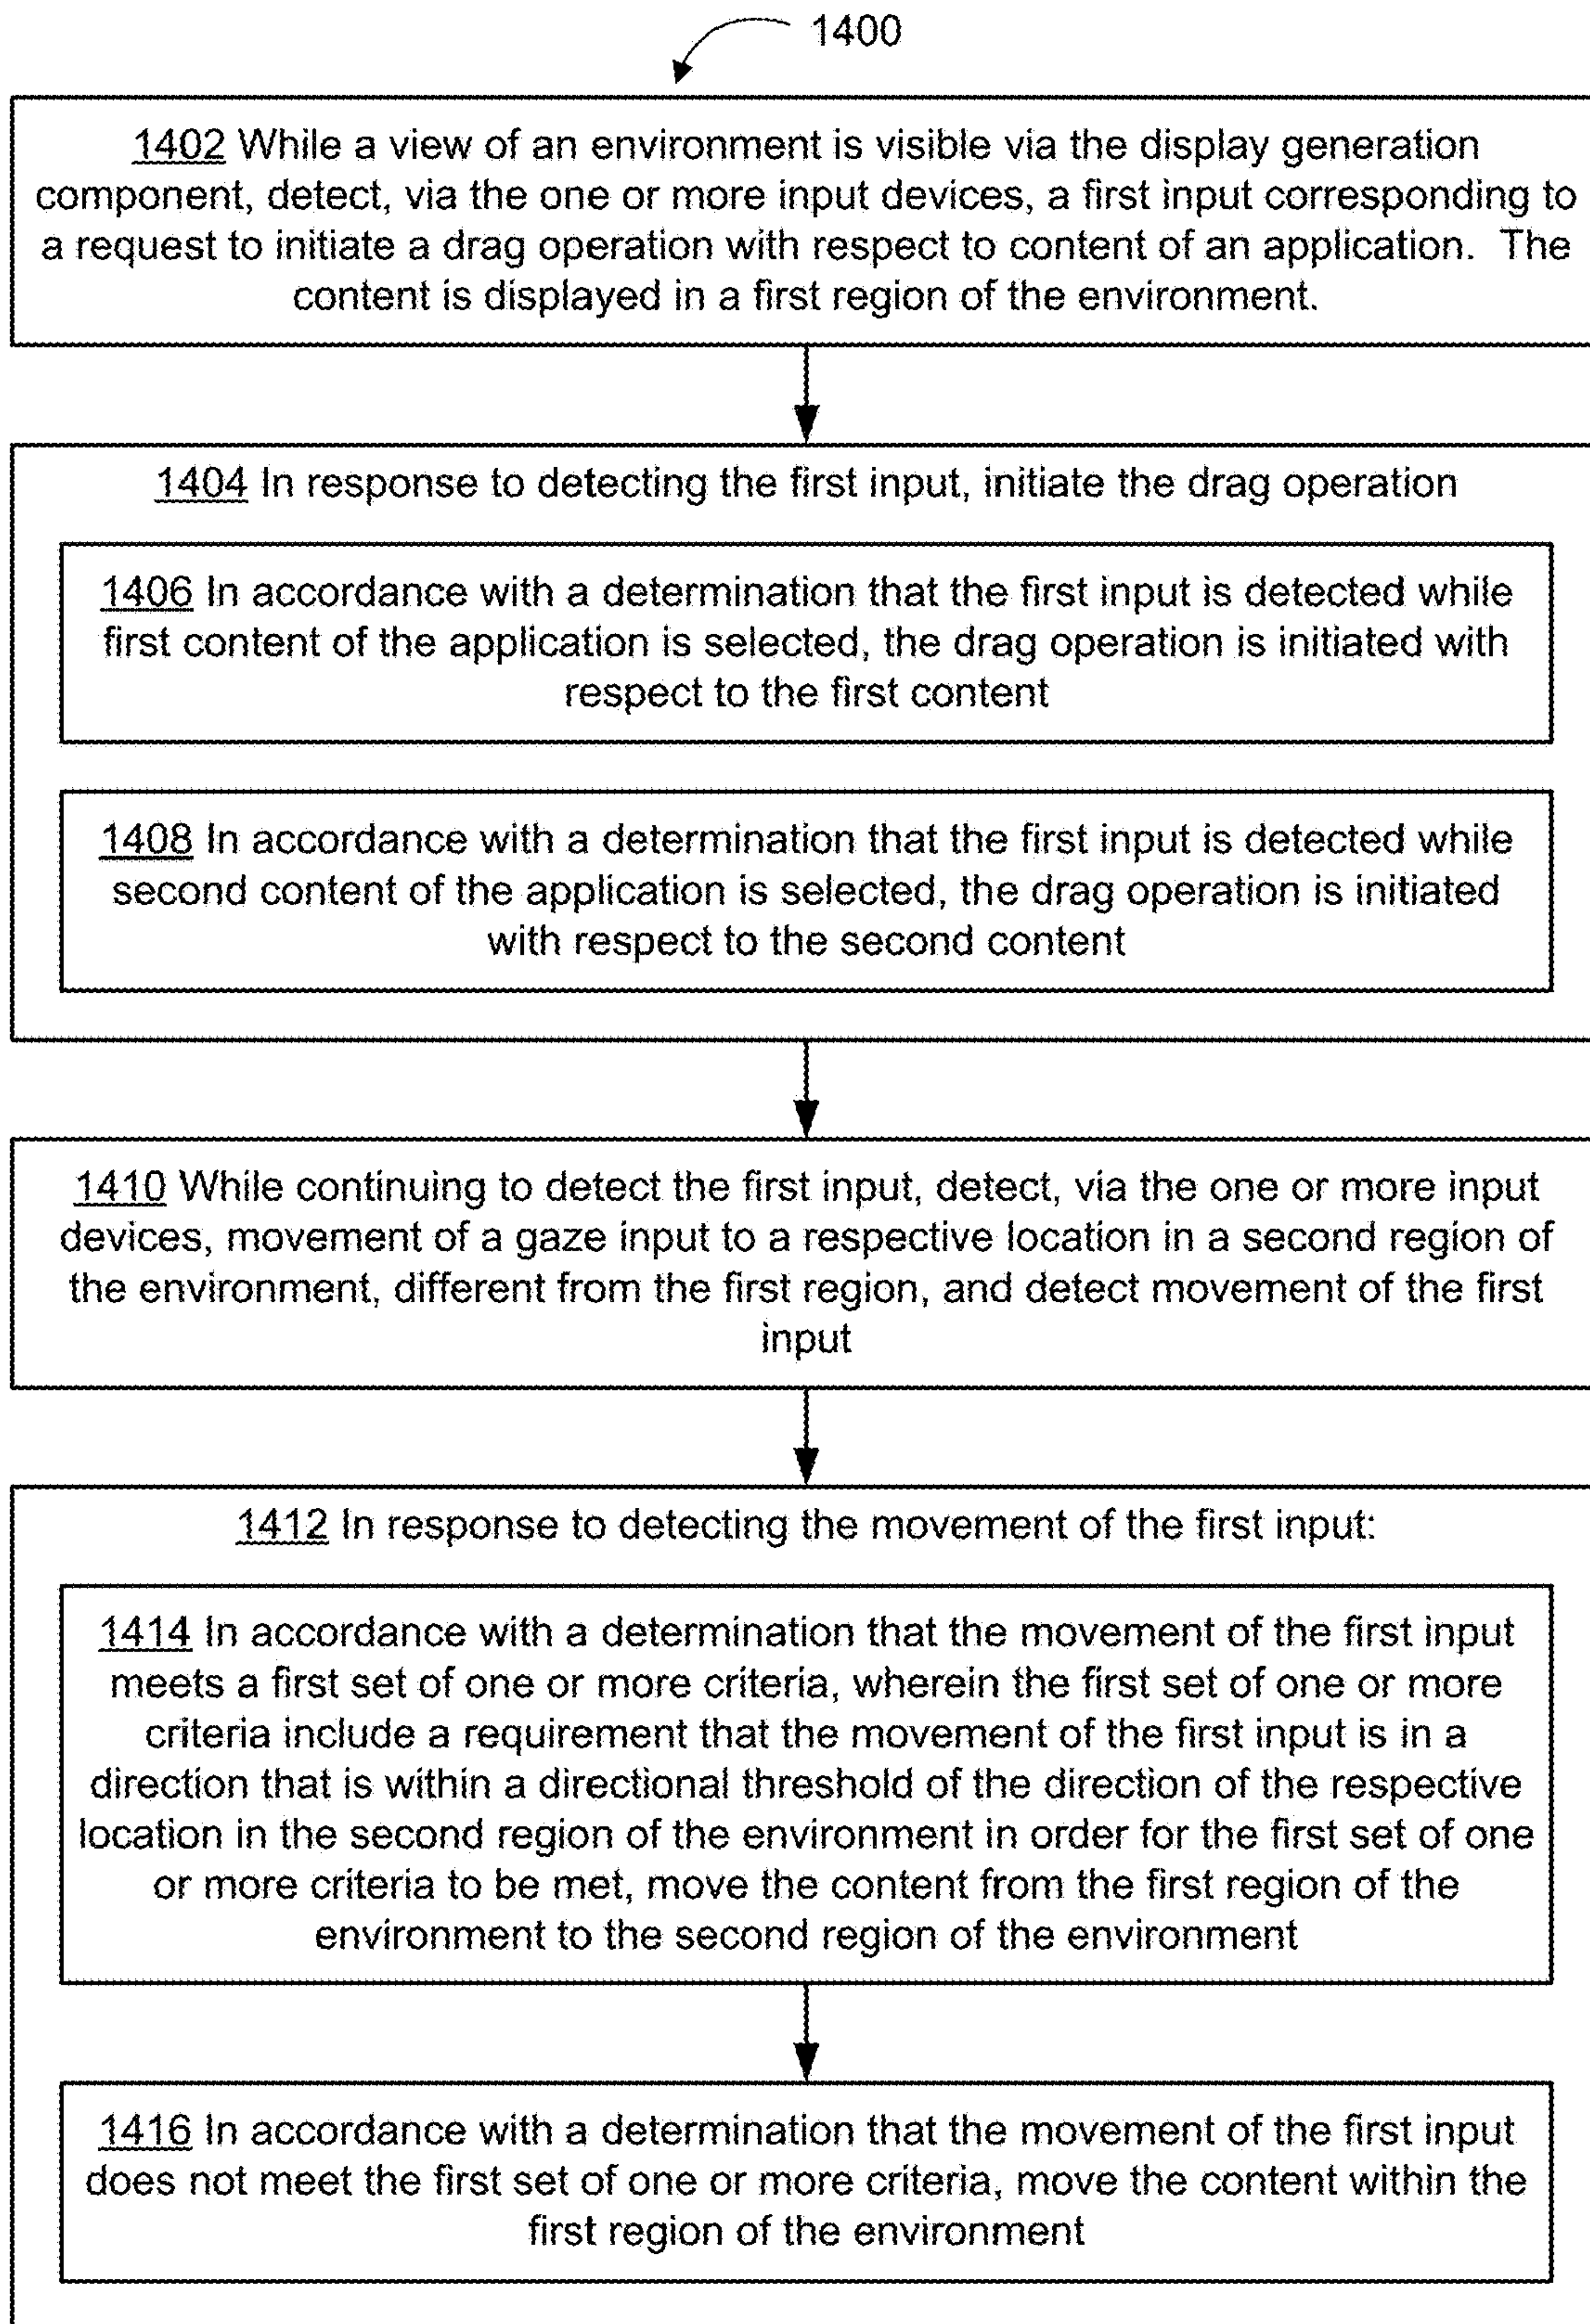 1400
1402 While a view of an environment is visible via the display generation
component, detect, via the one or more input devices, a first input corresponding to
a request to initiate a drag operation with respect to content of an application. The
content is displayed in a first region of the environment.
1404 In response to detecting the first input, initiate the drag operation
1406 In accordance with a determination that the first input is detected while
first content of the application is selected, the drag operation is initiated with
respect to the first content
1408 In accordance with a determination that the first input is detected while
second content of the application is selected, the drag operation is initiated
with respect to the second content
1410 While continuing to detect the first input, detect, via the one or more input
devices, movement of a gaze input to a respective location in a second region of
the environment, different from the first region, and detect movement of the first
input
1412 In response to detecting the movement of the first input:
1414 In accordance with a determination that the movement of the first input
meets a first set of one or more criteria, wherein the first set of one or more
criteria include a requirement that the movement of the first input is in a
direction that is within a directional threshold of the direction of the respective
location in the second region of the environment in order for the first set of one
or more criteria to be met, move the content from the first region of the
environment to the second region of the environment
1416 In accordance with a determination that the movement of the first input
does not meet the first set of one or more criteria, move the content within the
first region of the environment